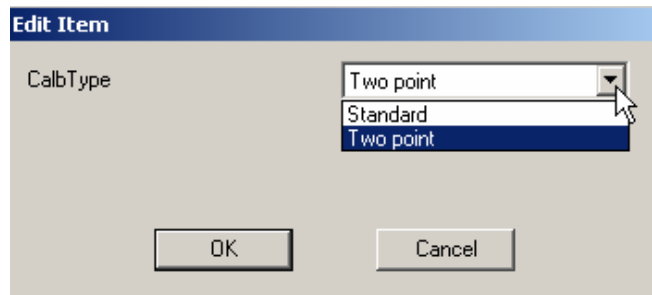 Edit Item
CalbType Two point
Standard
Two point
OK Cancel